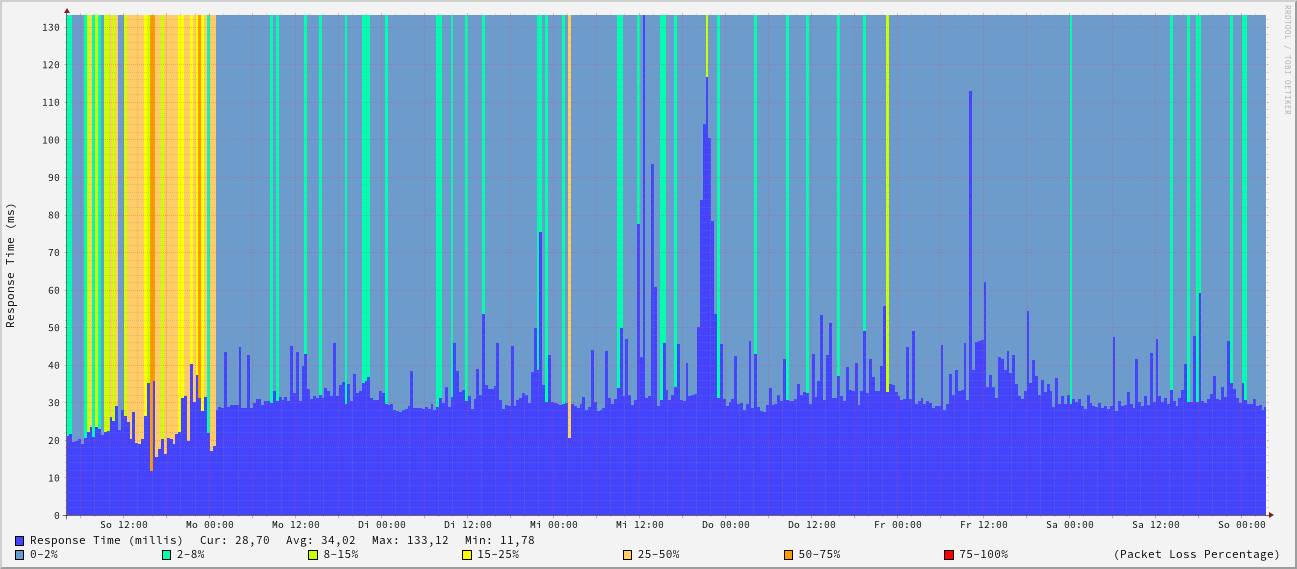 RRDTOOL / TOBI OETIKER
Response Time (ms)
130
120
110
100
90
80
70
60
50
40
30
20
10
0
So 12:00 Mo 00:00 Mo 12:00 Di 00:00 Di 12:00 Mi 00:00 Mi 12:00 Do 00:00 Do 12:00 Fr 00:00 Fr 12:00 Sa 00:00 Sa 12:00 So 00:00
Response Time (millis) Cur: 28,70 Avg: 34,02 Max: 133,12 Min: 11,78
0-2% 2-8% 8-15% 15-25% 25-50% 50-75% 75-100% (Packet Loss Percentage)